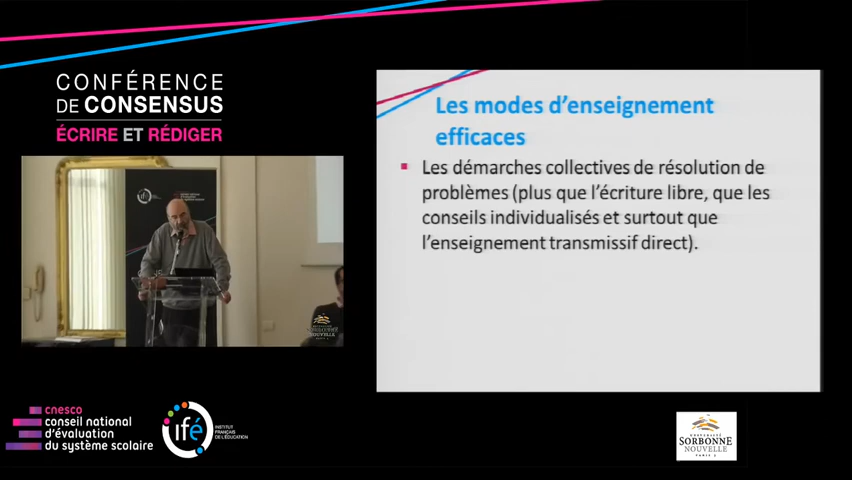 CONFÉRENCE
DE CONSENSUS
ÉCRIRE ET RÉDIGER
Les modes d'enseignement
efficaces
Les démarches collectives de résolution de
problèmes (plus que l'écriture libre, que les
conseils individualisés et surtout que
l'enseignement transmissif direct).
cnesco
conseil national
d'évaluation
du système scolaire
ifé
INSTITUT
FRANÇAIS
DE L'ÉDUCATION
SORBONNE
NOUVELLE
PARIS 3